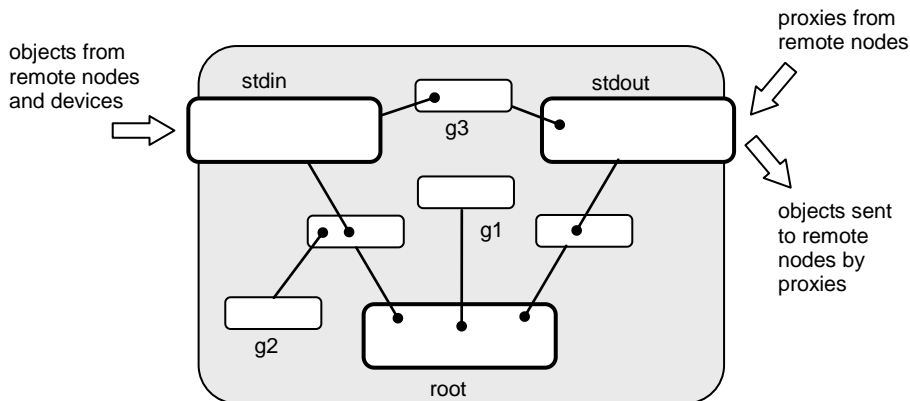 proxies from
remote nodes
objects from
remote nodes
and devices
stdin
stdout
g3
g1
objects sent
to remote
nodes by
proxies
g2
root